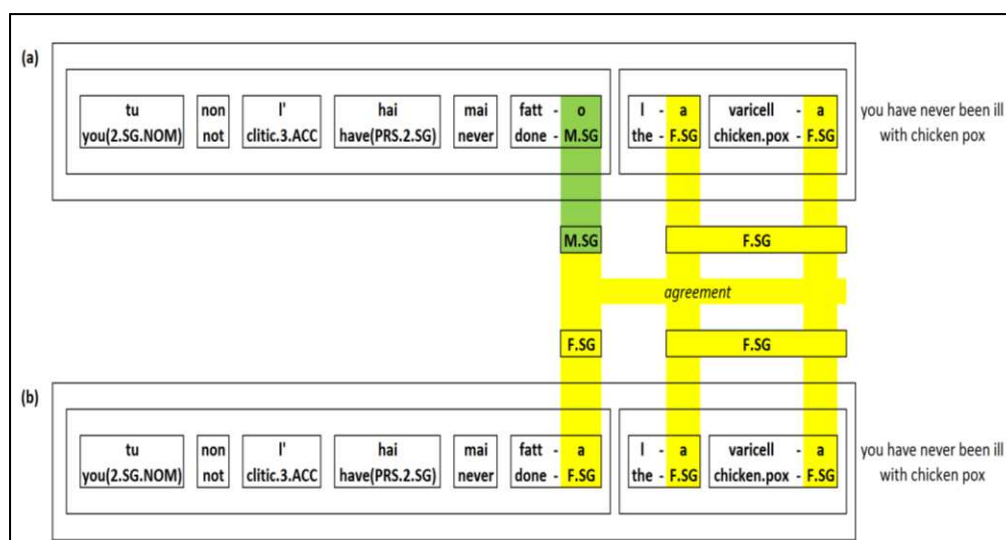 (a)
tu non l' hai mai fatt - o l - a varicell - a
you(2.SG.NOM) not clitic.3.ACC have(PRS.2.SG) never done - M.SG the - F.SG chicken.pox - F.SG
you have never been ill
with chicken pox
M.SG F.SG
agreement
F.SG F.SG
(b)
tu non l' hai mai fatt - a l - a varicell - a
you(2.SG.NOM) not clitic.3.ACC have(PRS.2.SG) never done - F.SG the - F.SG chicken.pox - F.SG
you have never been ill
with chicken pox